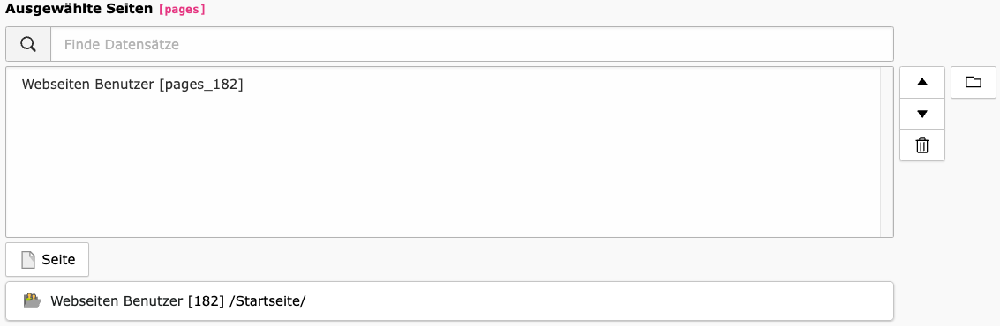 Ausgewählte Seiten [pages]
Finde Datensätze
Webseiten Benutzer [pages_182]
Seite
Webseiten Benutzer [182] /Startseite/